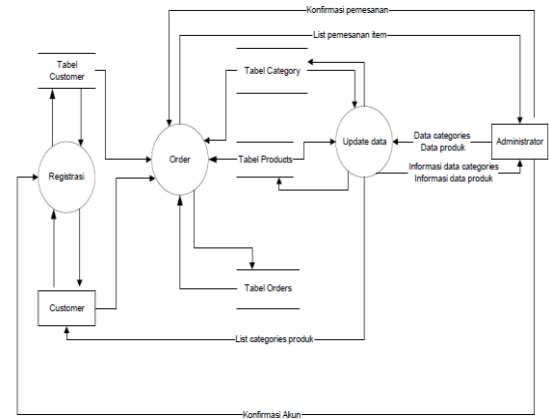 Konfirmasi pemesanan
List pemesanan item
Tabel
Customer
Tabel Category
Order
Tabel Products
Update data
Data categories
Data produk
Administrator
Informasi data categories
Informasi data produk
Registrasi
Tabel Orders
Customer
List categories produk
Konfirmasi Akun